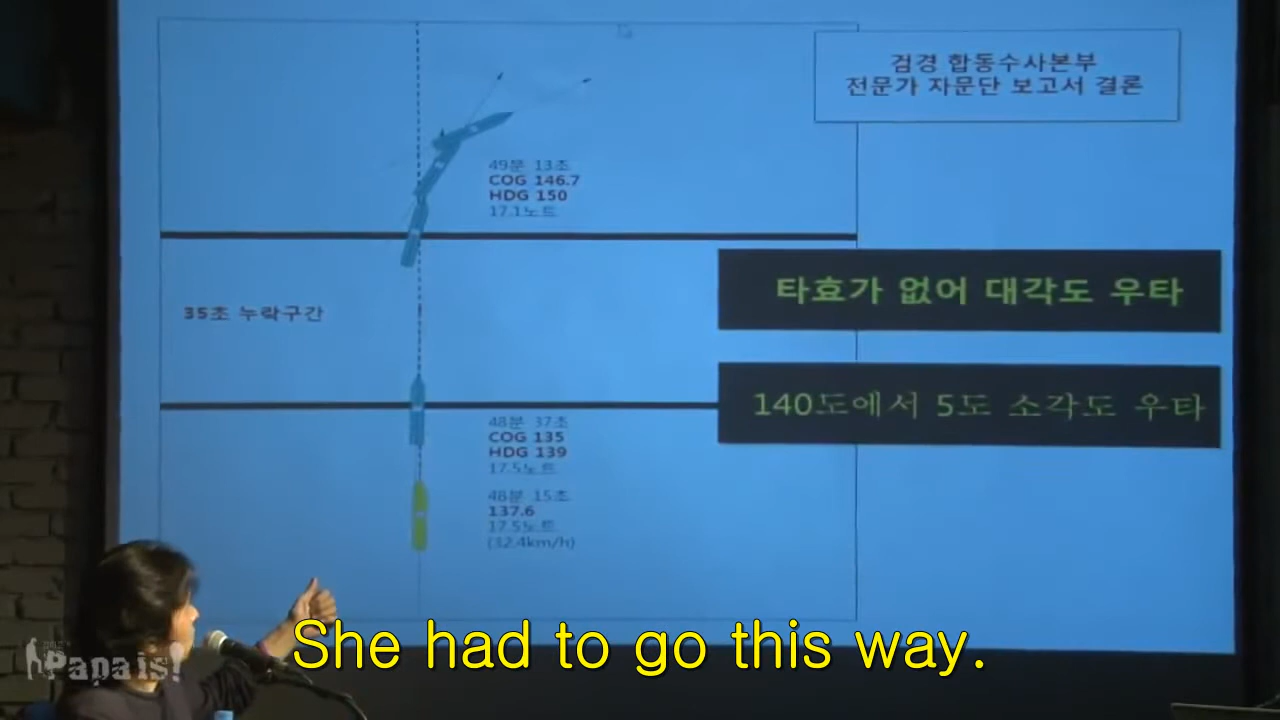 검경 합동수사본부
전문가 자문단 보고서 결론
49분 13초
COG 146.7
HDG 150
17.1노트
타효가 없어 대각도 우타
35초 누락구간
140도에서 5도 소각도 우타
48분 37초
COG 135
HDG 139
17.5노트
48분 15초
137.6
17.5노트
(32.4km/h)
She had to go this way.
Papa is!